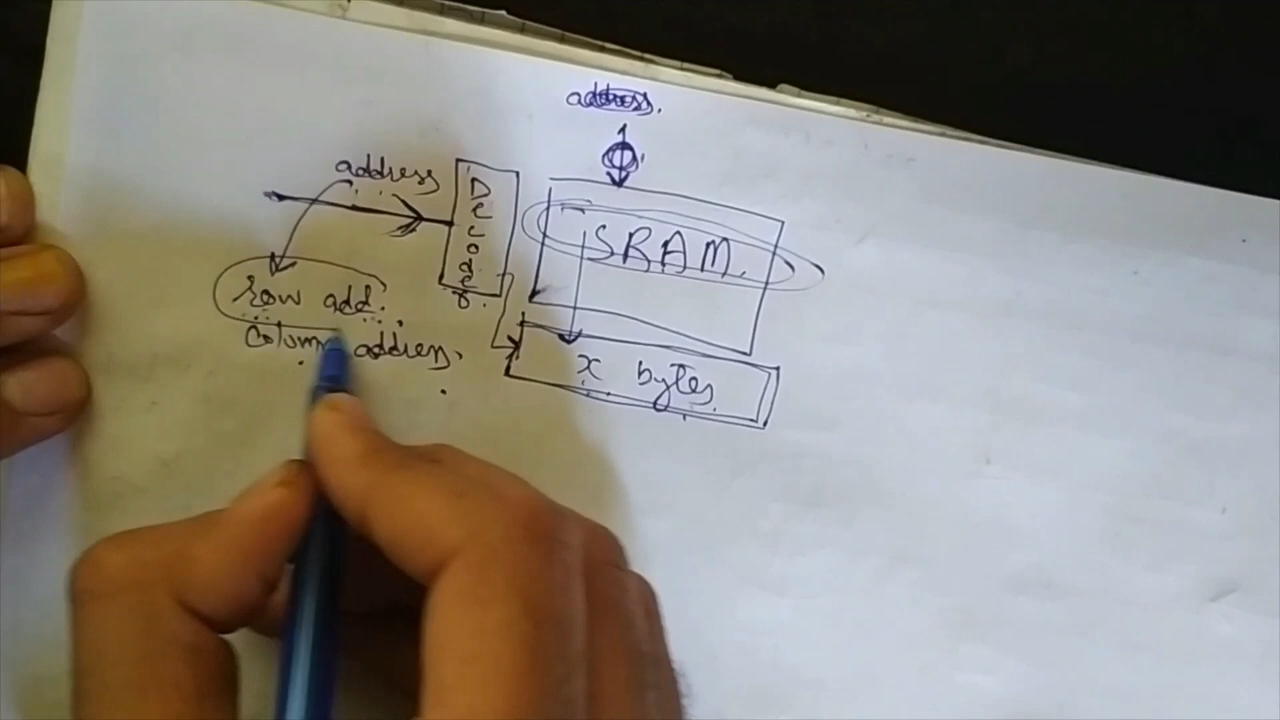 address.
address
Decoder.
SRAM.
row add.
column address.
x bytes.